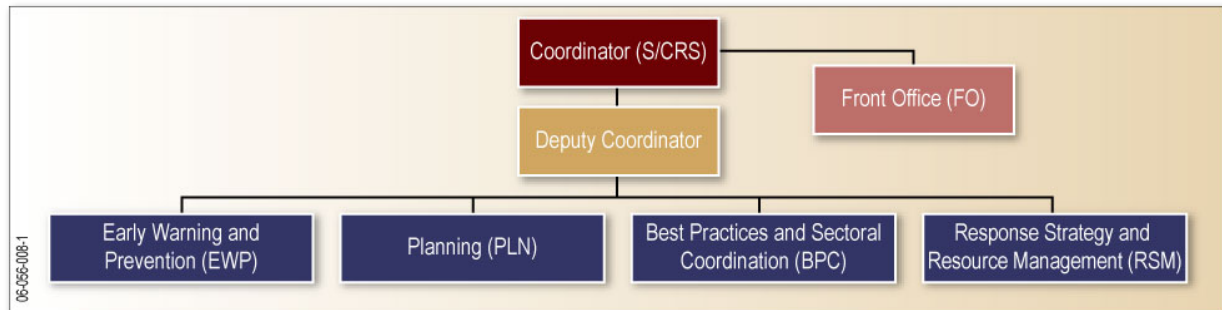 Coordinator (S/CRS)
Front Office (FO)
Deputy Coordinator
Early Warning and
Prevention (EWP)
Planning (PLN)
Best Practices and Sectoral
Coordination (BPC)
Response Strategy and
Resource Management (RSM)
06-056-008-1